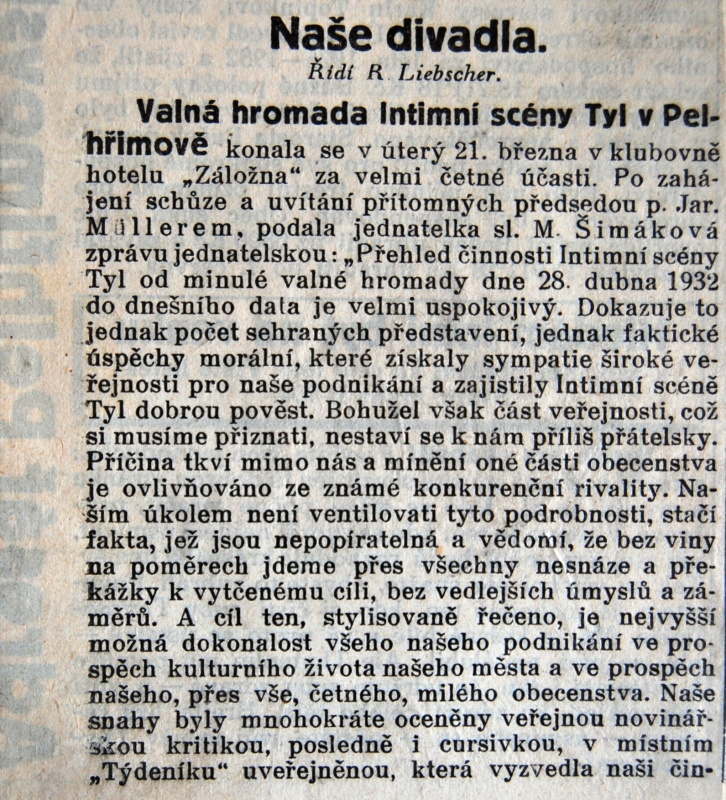 Naše divadla.
Řídí R. Liebscher.
Valná hromada Intimní scény Tyl v Pel-
hřimově konala se v úterý 21. března v klubovně
hotelu „Záložna“ za velmi četné účasti. Po zahá-
jení schůze a uvítání přítomných předsedou p. Jar.
Müllerem, podala jednatelka sl. M. Šimáková
zprávu jednatelskou: „Přehled činnosti Intimní scény
Tyl od minulé valné hromady dne 28. dubna 1932
do dnešního data je velmi uspokojivý. Dokazuje to
jednak počet sehraných představení, jednak faktické
úspěchy morální, které získaly sympatie široké ve-
řejnosti pro naše podnikání a zajistily Intimní scéně
Tyl dobrou pověst. Bohužel však část veřejnosti, což
si musíme přiznati, nestaví se k nám příliš přátelsky.
Příčina tkví mimo nás a mínění oné části obecenstva
je ovlivňováno ze známé konkurenční rivality. Na-
ším úkolem není ventilovati tyto podrobnosti, stačí
fakta, jež jsou nepopíratelná a vědomí, že bez viny
na poměrech jdeme přes všechny nesnáze a pře-
kážky k vytčenému cíli, bez vedlejších úmyslů a zá-
měrů. A cíl ten, stylisovaně řečeno, je nejvyšší
možná dokonalost všeho našeho podnikání ve pro-
spěch kulturního života našeho města a ve prospěch
našeho, přes vše, četného, milého obecenstva. Naše
snahy byly mnohokráte oceněny veřejnou novinář-
skou kritikou, posledně i cursivkou, v místním
„Týdeníku“ uveřejněnou, která vyzvedla naši čin-